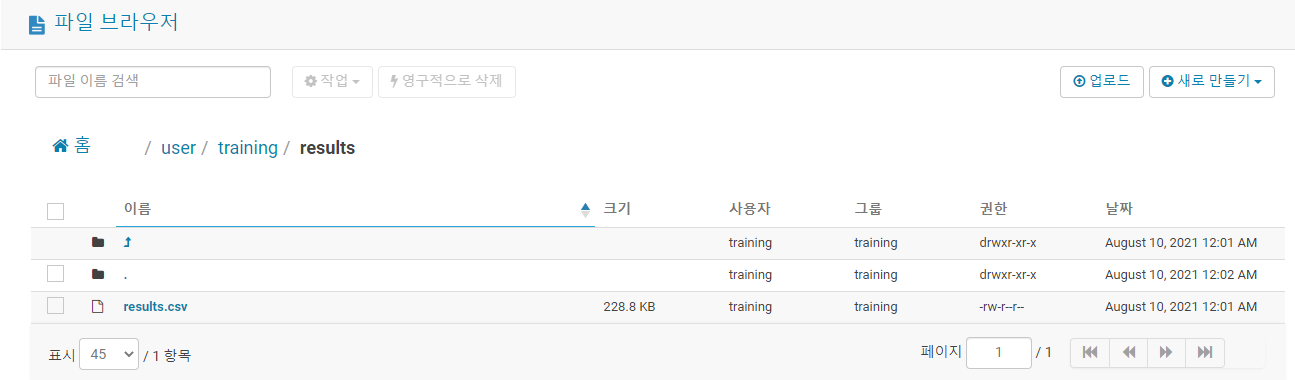 파일 브라우저
파일 이름 검색 작업 영구적으로 삭제 업로드 새로 만들기
홈 / user / training / results
이름 크기 사용자 그룹 권한 날짜
training training drwxr-xr-x August 10, 2021 12:01 AM
. training training drwxr-xr-x August 10, 2021 12:02 AM
results.csv 228.8 KB training training -rw-r--r-- August 10, 2021 12:01 AM
표시 45 / 1 항목 페이지 1 / 1